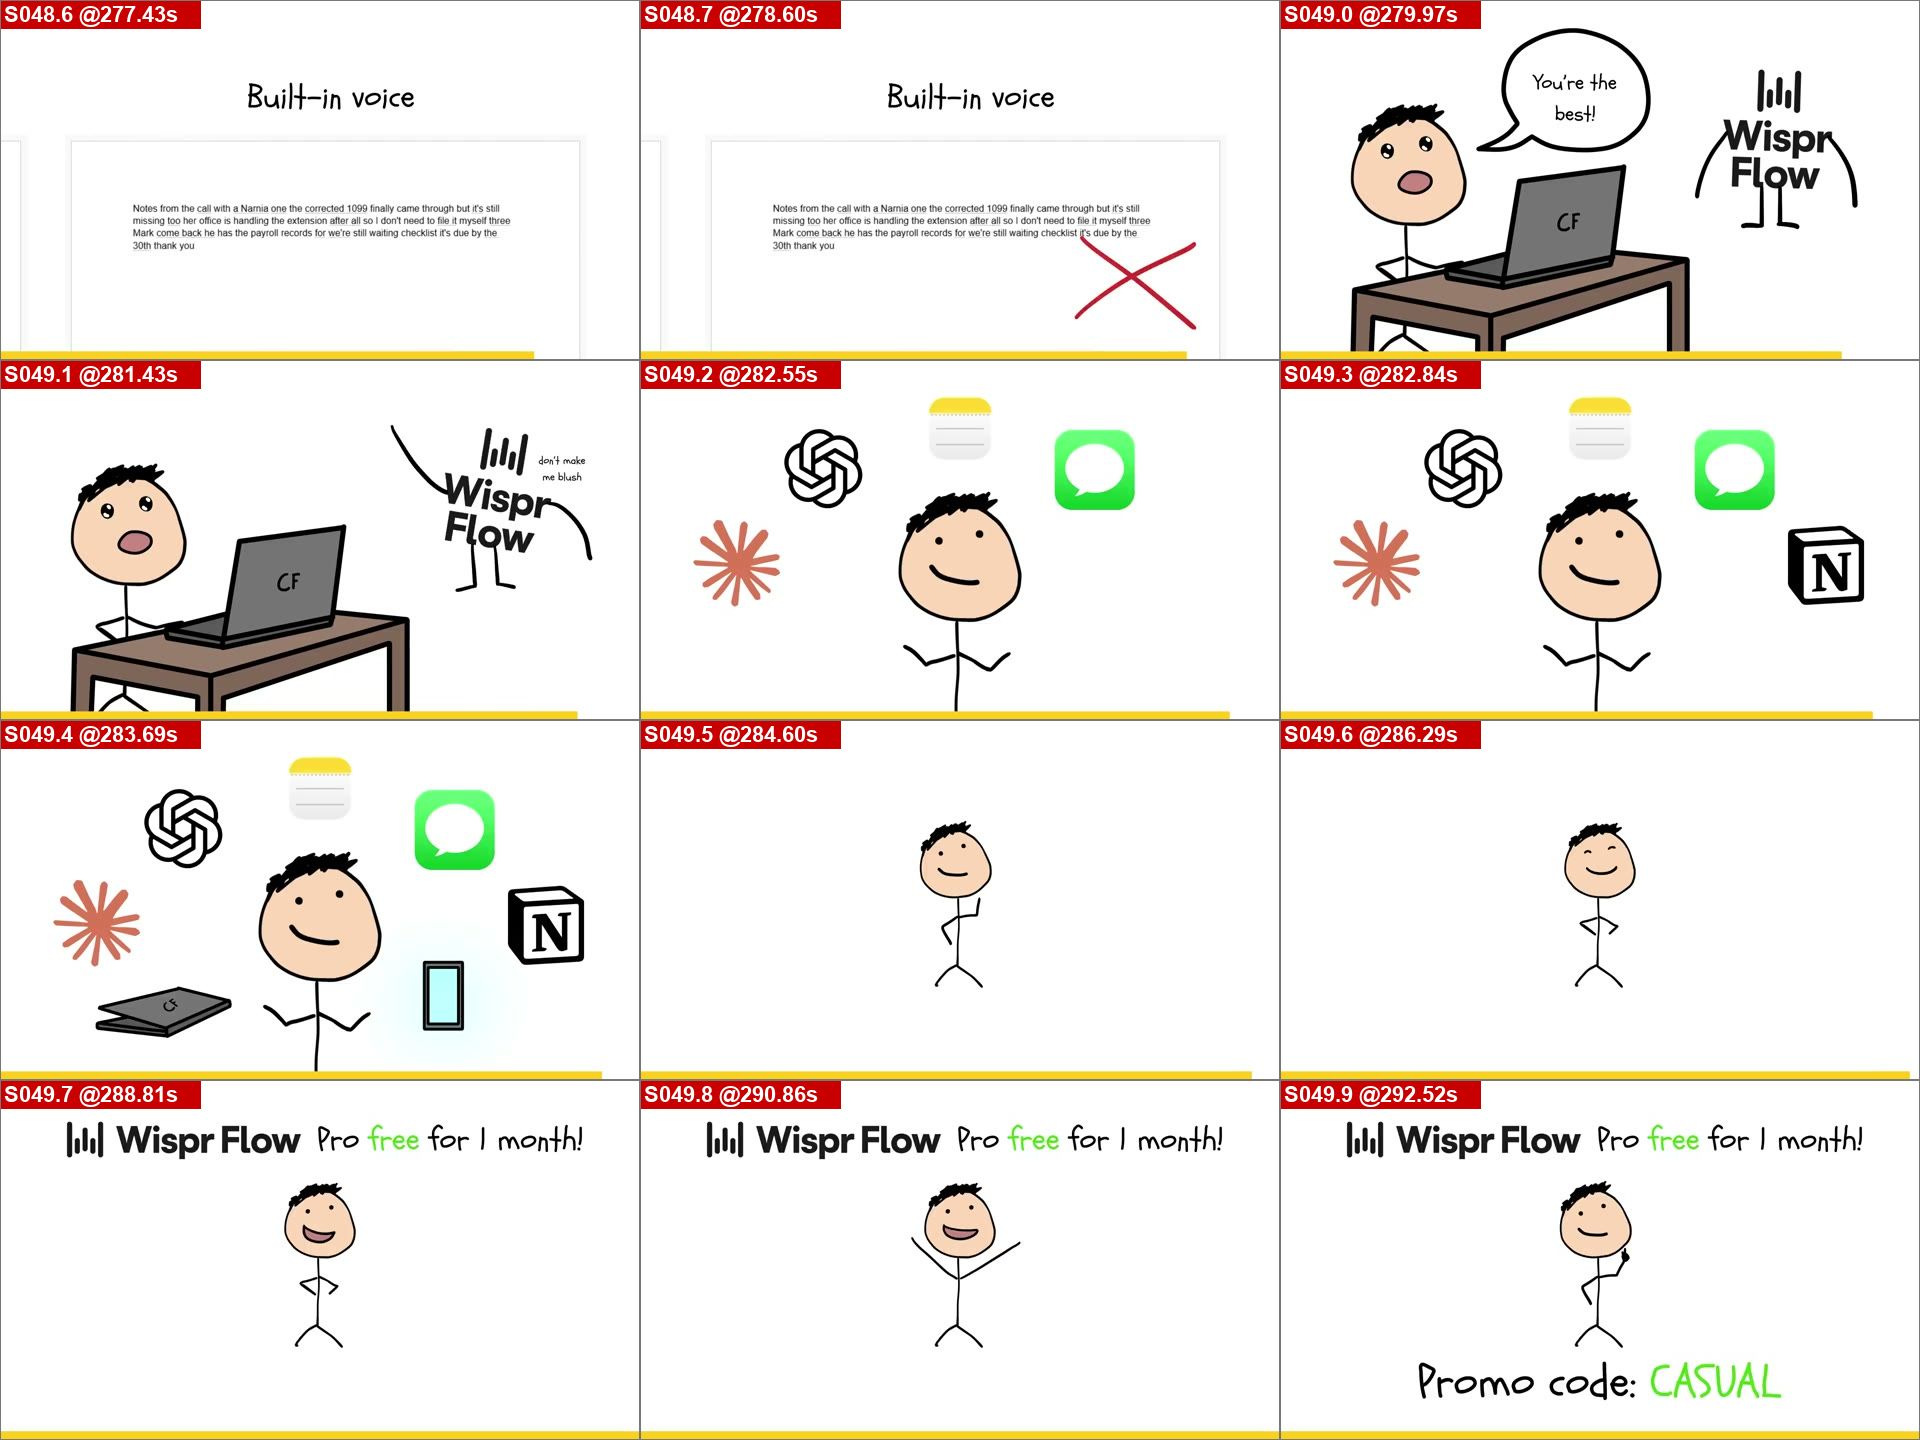 S048.6 @277.43s
Built-in voice
Notes from the call with a Narnia one the corrected 1099 finally came through but it's still
missing too her office is handling the extension after all so I don't need to file it myself three
Mark come back he has the payroll records for we're still waiting checklist it's due by the
30th thank you
S048.7 @278.60s
Built-in voice
Notes from the call with a Narnia one the corrected 1099 finally came through but it's still
missing too her office is handling the extension after all so I don't need to file it myself three
Mark come back he has the payroll records for we're still waiting checklist it's due by the
30th thank you
S049.0 @279.97s
You're the
best!
Wispr
Flow
CF
S049.1 @281.43s
don't make
me blush
Wispr
Flow
CF
S049.2 @282.55s
S049.3 @282.84s
N
S049.4 @283.69s
N
CF
S049.5 @284.60s
S049.6 @286.29s
S049.7 @288.81s
Wispr Flow Pro free for 1 month!
S049.8 @290.86s
Wispr Flow Pro free for 1 month!
S049.9 @292.52s
Wispr Flow Pro free for 1 month!
Promo code: CASUAL